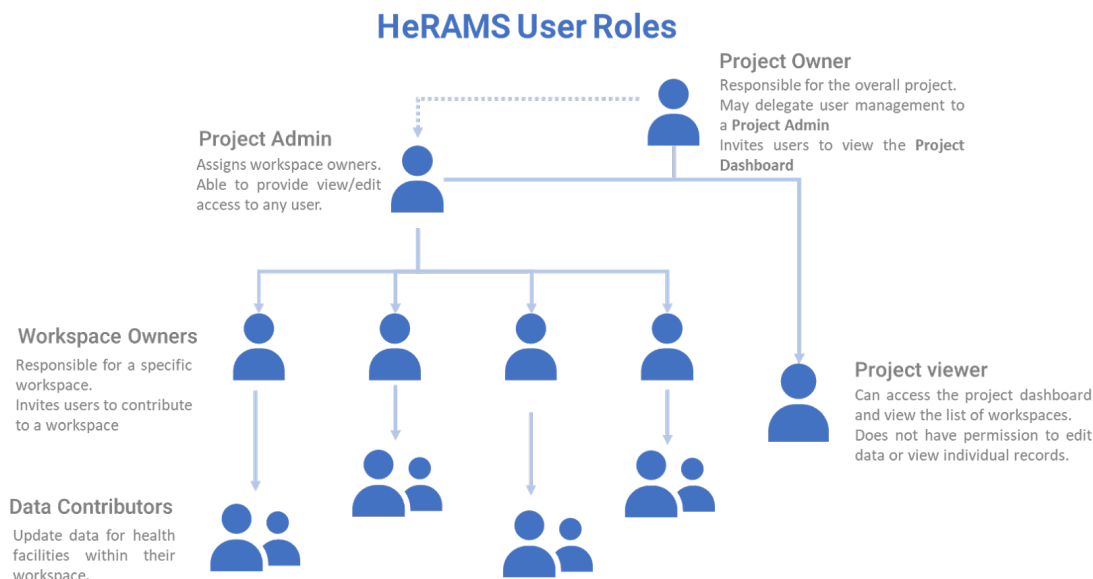 HeRAMS User Roles
Project Owner
Responsible for the overall project.
May delegate user management to
a Project Admin
Invites users to view the Project
Dashboard
Project Admin
Assigns workspace owners.
Able to provide view/edit
access to any user.
Workspace Owners
Responsible for a specific
workspace.
Invites users to contribute
to a workspace
Project viewer
Can access the project dashboard
and view the list of workspaces.
Does not have permission to edit
data or view individual records.
Data Contributors
Update data for health
facilities within their
workspace.